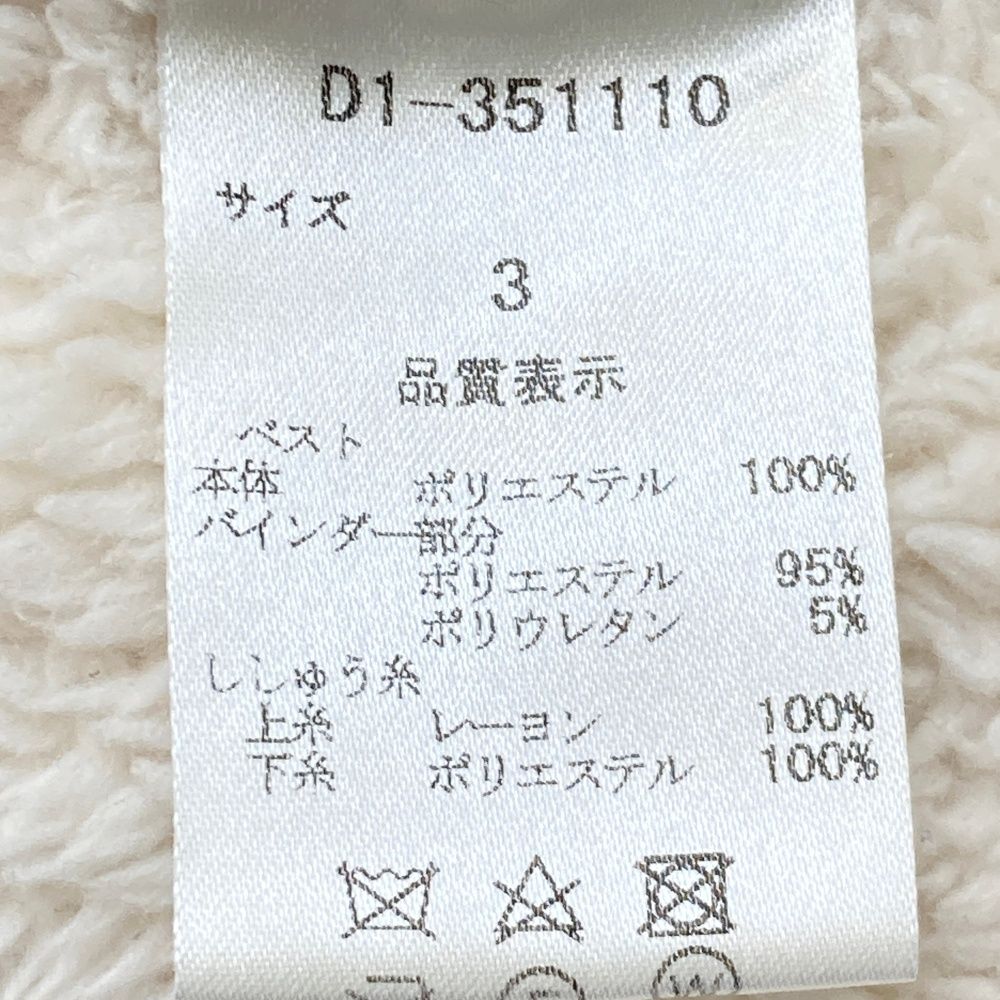 D1-351110
サイズ
3
品質表示
ベスト
本体 ポリエステル 100%
バインダー部分
ポリエステル 95%
ポリウレタン 5%
ししゅう糸
上糸 レーヨン 100%
下糸 ポリエステル 100%